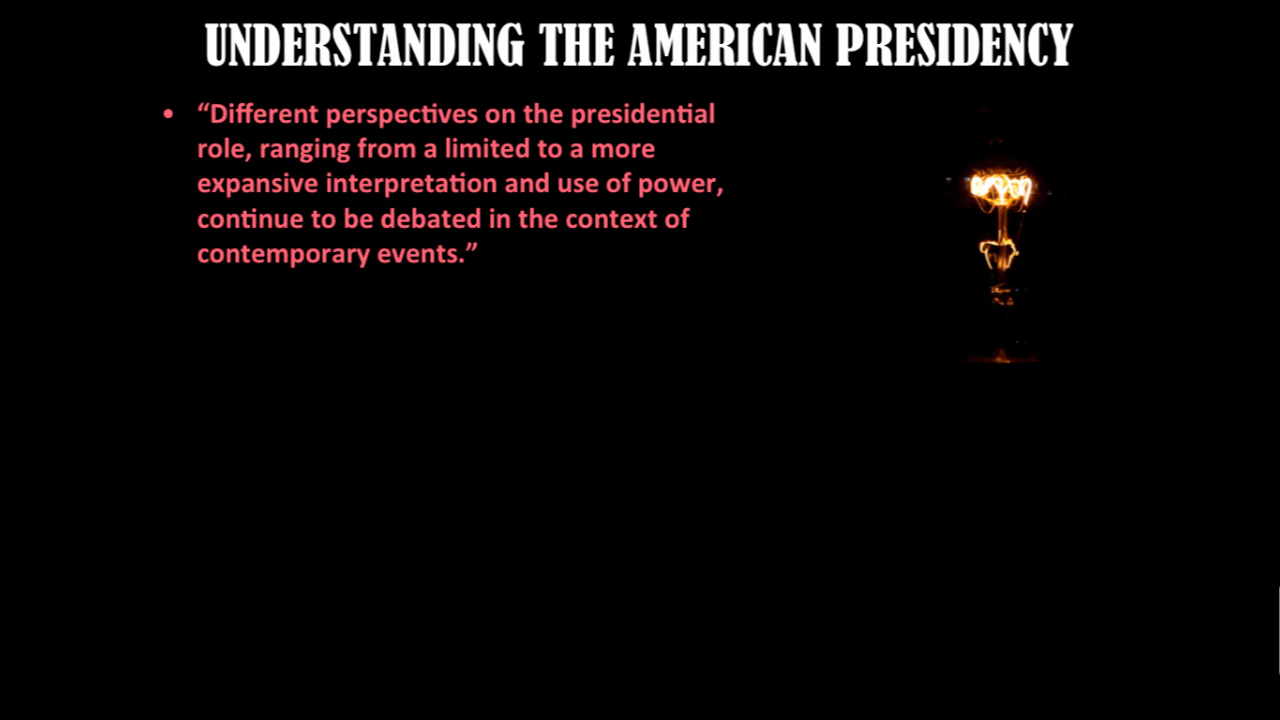 UNDERSTANDING THE AMERICAN PRESIDENCY
• “Different perspectives on the presidential
role, ranging from a limited to a more
expansive interpretation and use of power,
continue to be debated in the context of
contemporary events.”